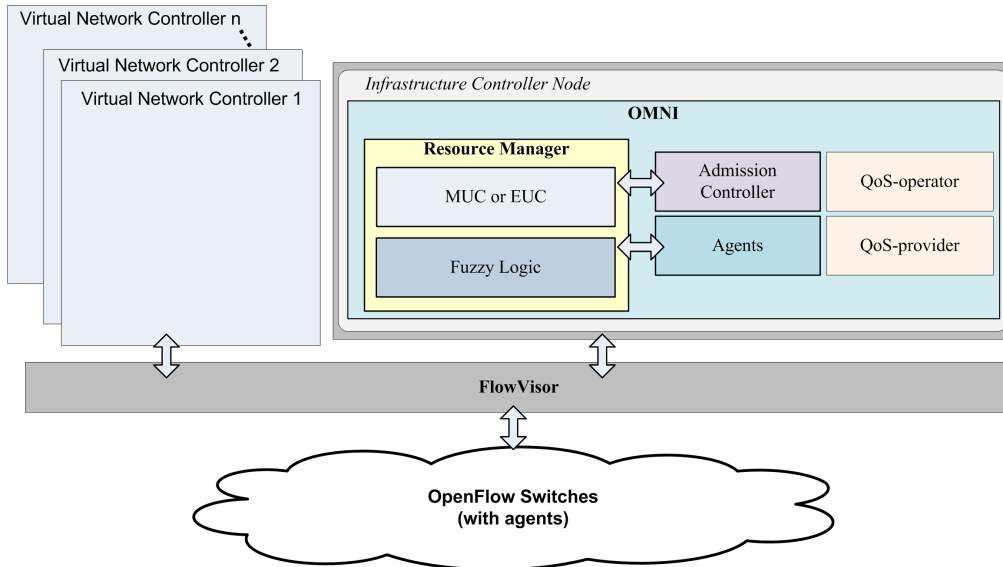 Virtual Network Controller n
Virtual Network Controller 2
Virtual Network Controller 1
Infrastructure Controller Node
OMNI
Resource Manager
MUC or EUC
Fuzzy Logic
Admission
Controller
QoS-operator
Agents
QoS-provider
FlowVisor
OpenFlow Switches
(with agents)